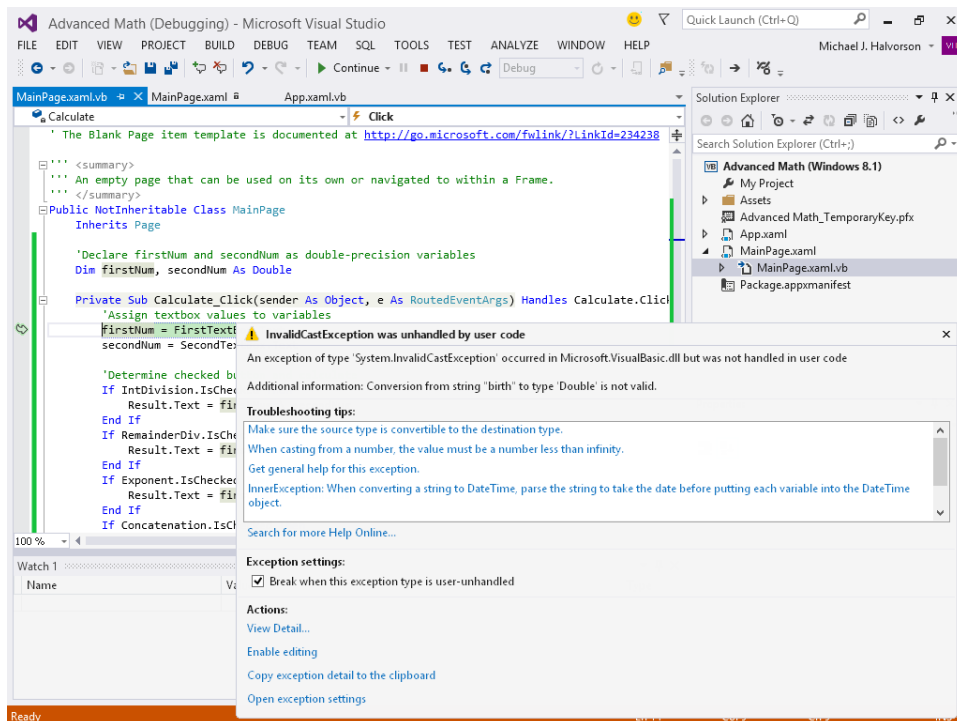 Advanced Math (Debugging) - Microsoft Visual Studio
Quick Launch (Ctrl+Q)
FILE EDIT VIEW PROJECT BUILD DEBUG TEAM SQL TOOLS TEST ANALYZE WINDOW HELP
Michael J. Halvorson
Continue
Debug
MainPage.xaml.vb MainPage.xaml App.xaml.vb
Calculate Click
' The Blank Page item template is documented at http://go.microsoft.com/fwlink/?LinkId=234238
''' <summary>
''' An empty page that can be used on its own or navigated to within a Frame.
''' </summary>
Public NotInheritable Class MainPage
Inherits Page
'Declare firstNum and secondNum as double-precision variables
Dim firstNum, secondNum As Double
Private Sub Calculate_Click(sender As Object, e As RoutedEventArgs) Handles Calculate.Click
'Assign textbox values to variables
firstNum =
secondNum =
'Determine checked
If
Result.Text =
End If
If
Result.Text =
End If
If Exponent.IsChecked
Result.Text =
End If
If
100 %
Watch 1
Name
Ready
Solution Explorer
Search Solution Explorer (Ctrl+;)
VB Advanced Math (Windows 8.1)
My Project
Assets
Advanced Math_TemporaryKey.pfx
App.xaml
MainPage.xaml
MainPage.xaml.vb
Package.appxmanifest
InvalidCastException was unhandled by user code
An exception of type 'System.InvalidCastException' occurred in Microsoft.VisualBasic.dll but was not handled in user code
Additional information: Conversion from string "birth" to type 'Double' is not valid.
Troubleshooting tips:
Make sure the source type is convertible to the destination type.
When casting from a number, the value must be a number less than infinity.
Get general help for this exception.
InnerException: When converting a string to DateTime, parse the string to take the date before putting each variable into the DateTime
object.
Search for more Help Online...
Exception settings:
Break when this exception type is user-unhandled
Actions:
View Detail...
Enable editing
Copy exception detail to the clipboard
Open exception settings